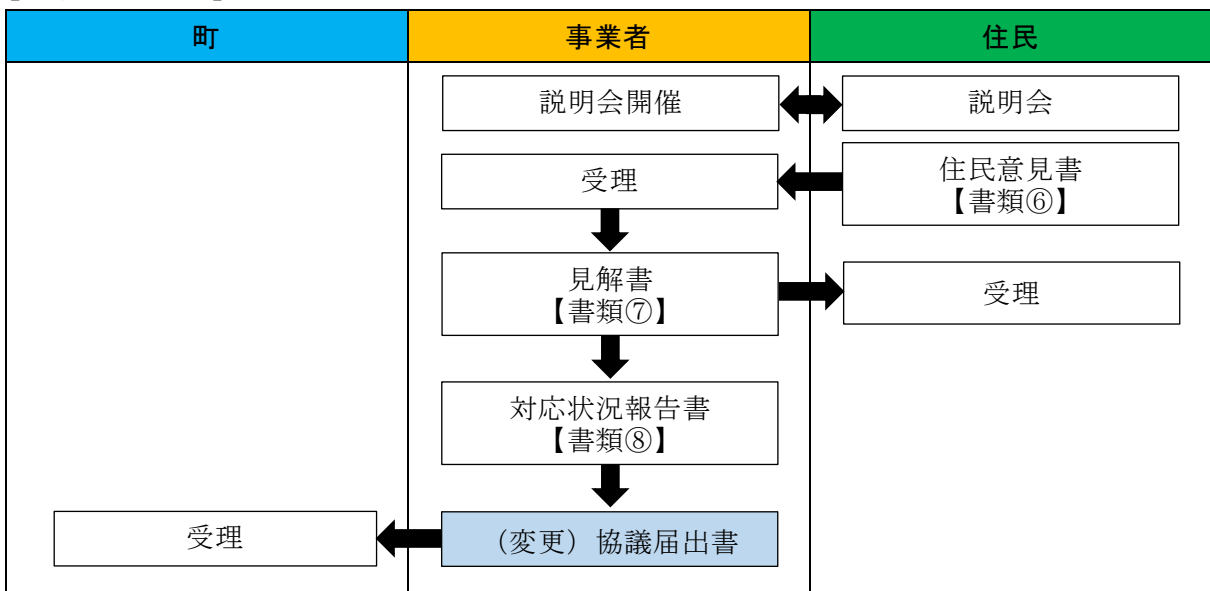 町
事業者
住民
説明会開催
説明会
受理
住民意見書
【書類⑥】
見解書
【書類⑦】
受理
対応状況報告書
【書類⑧】
受理
（変更）協議届出書